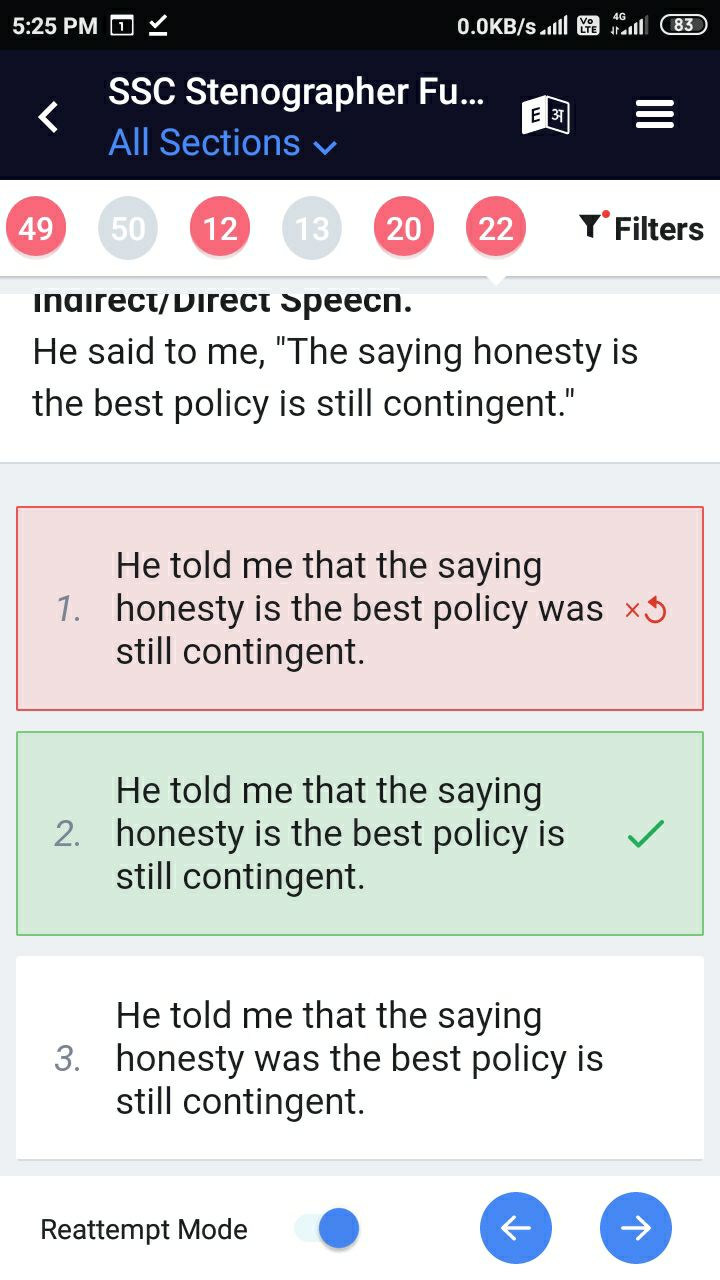 5:25 PM 1 0.0KB/s Vo LTE 4G 83
SSC Stenographer Fu...
E अ
All Sections
49 50 12 13 20 22 Filters
Indirect/Direct Speech.
He said to me, "The saying honesty is
the best policy is still contingent."
He told me that the saying
1. honesty is the best policy was
still contingent.
He told me that the saying
2. honesty is the best policy is
still contingent.
He told me that the saying
3. honesty was the best policy is
still contingent.
Reattempt Mode